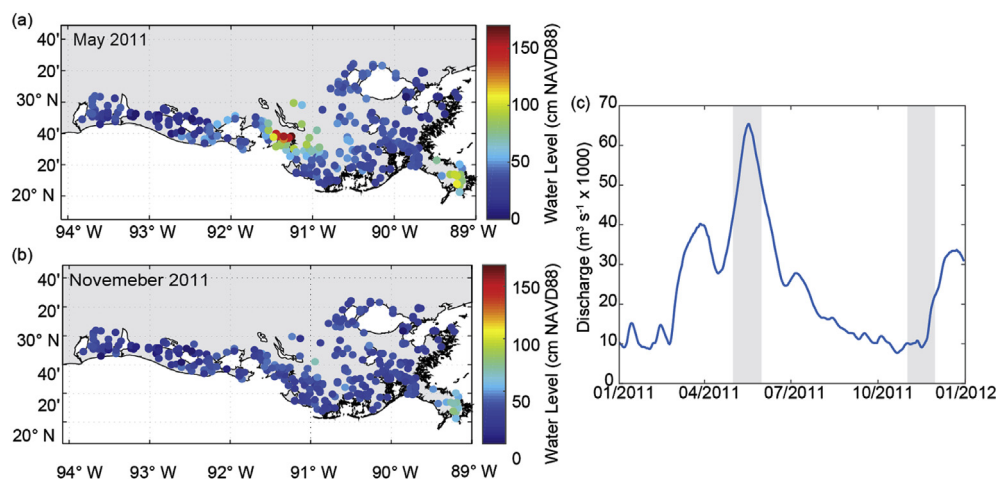 (a)
May 2011
40'
20'
30° N
40'
20'
20° N
94° W 93° W 92° W 91° W 90° W 89° W
150
100
50
0
Water Level (cm NAVD88)
(b)
Novemeber 2011
40'
20'
30° N
40'
20'
20° N
94° W 93° W 92° W 91° W 90° W 89° W
150
100
50
0
Water Level (cm NAVD88)
(c)
70
60
50
40
30
20
10
0
Discharge (m³ s⁻¹ x 1000)
01/2011 04/2011 07/2011 10/2011 01/2012